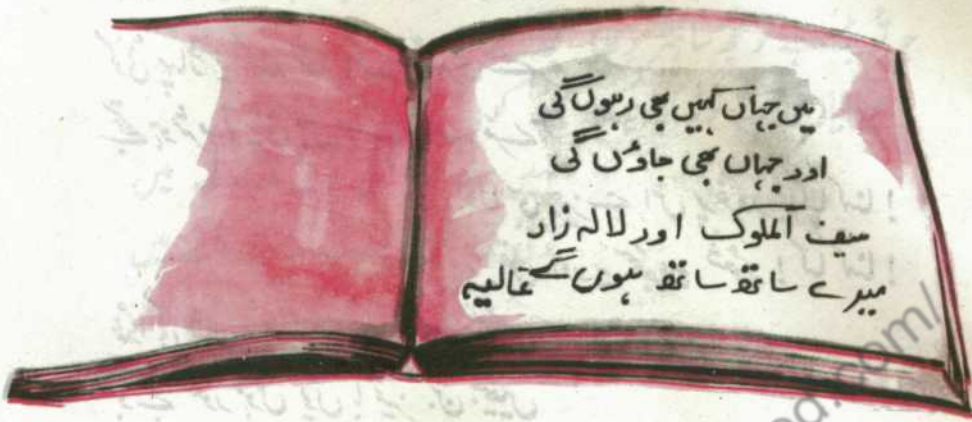 میں جہاں کہیں بھی رہوں گی
اور جہاں بھی جاؤں گی
سیف الملوک اور لالہ زار
میرے ساتھ ساتھ ہوں گے عالیہ